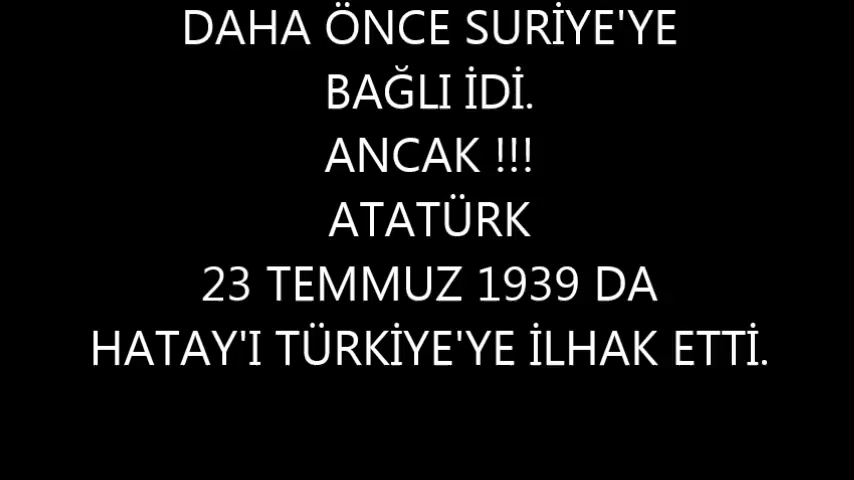 DAHA ÖNCE SURİYE'YE
BAĞLI İDİ.
ANCAK !!!
ATATÜRK
23 TEMMUZ 1939 DA
HATAY'I TÜRKİYE'YE İLHAK ETTİ.